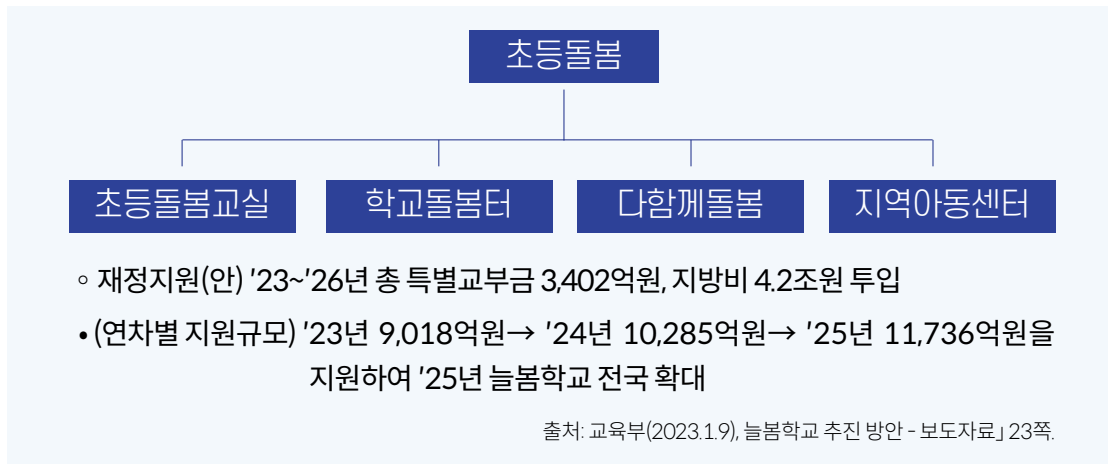 초등돌봄
초등돌봄교실 학교돌봄터 다함께돌봄 지역아동센터
◦ 재정지원(안) ’23~’26년 총 특별교부금 3,402억원, 지방비 4.2조원 투입
• (연차별 지원규모) ’23년 9,018억원→ ’24년 10,285억원→ ’25년 11,736억원을
지원하여 ’25년 늘봄학교 전국 확대
출처: 교육부(2023.1.9), 늘봄학교 추진 방안 - 보도자료」 23쪽.